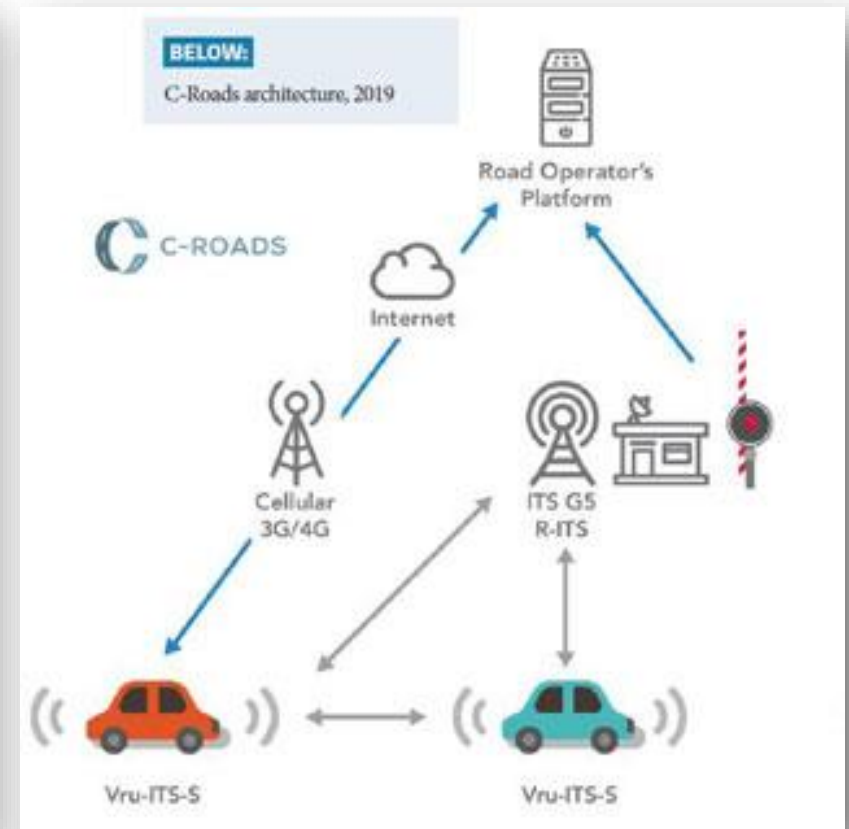 BELOW:
C-Roads architecture, 2019
Road Operator's
Platform
C-ROADS
Internet
Cellular
3G/4G
ITS G5
R-ITS
Vru-ITS-S
Vru-ITS-S